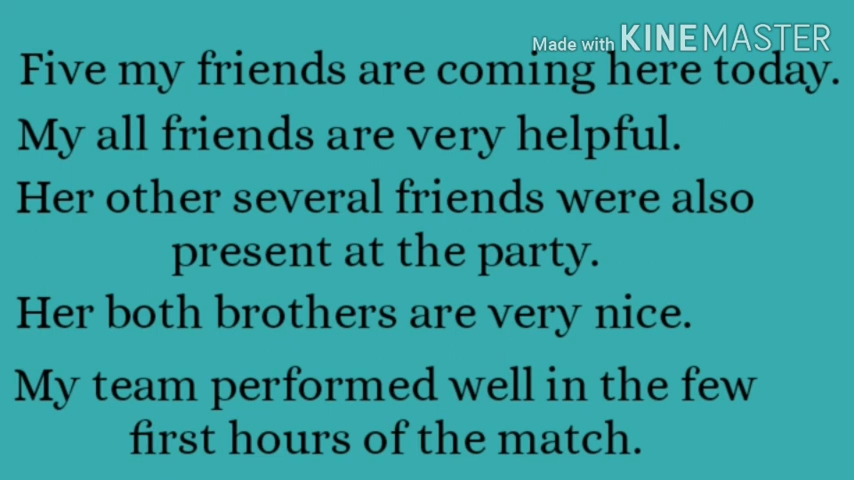 Made with KINEMASTER
Five my friends are coming here today.
My all friends are very helpful.
Her other several friends were also
present at the party.
Her both brothers are very nice.
My team performed well in the few
first hours of the match.